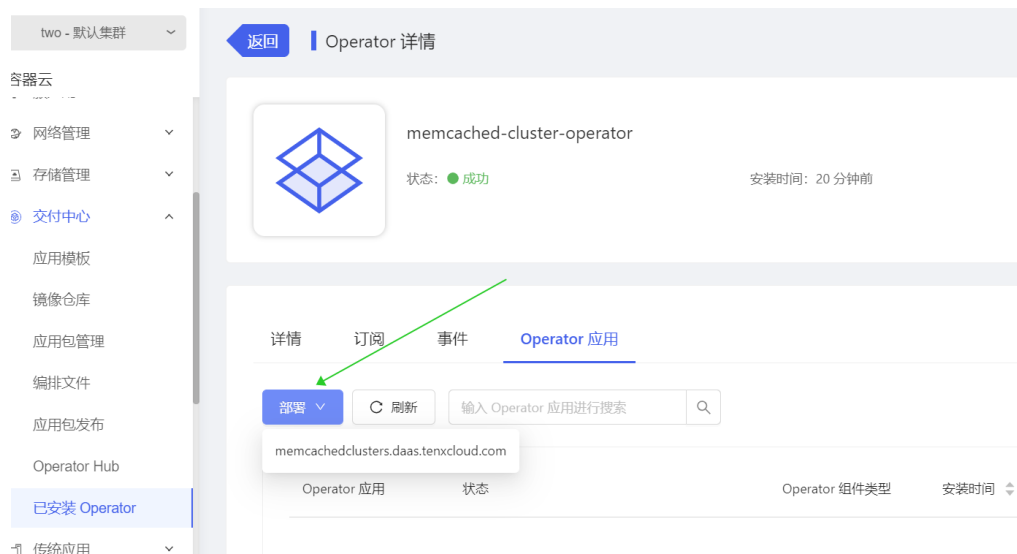 two - 默认集群
返回
Operator 详情
容器云
网络管理
存储管理
交付中心
应用模板
镜像仓库
应用包管理
编排文件
应用包发布
Operator Hub
已安装 Operator
传统应用
memcached-cluster-operator
状态： 成功
安装时间：20 分钟前
详情
订阅
事件
Operator 应用
部署
刷新
输入 Operator 应用进行搜索
memcachedclusters.daas.tenxcloud.com
Operator 应用
状态
Operator 组件类型
安装时间